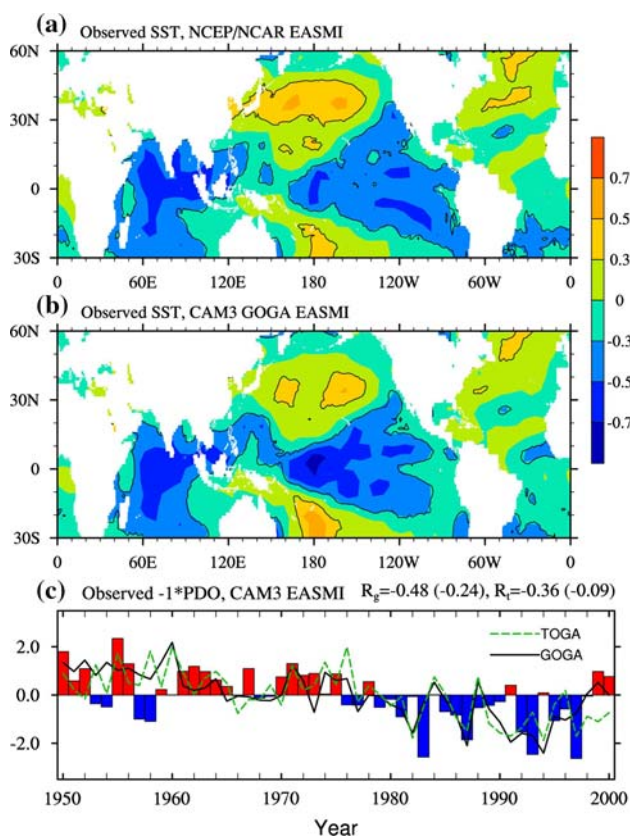 (a) Observed SST, NCEP/NCAR EASMI
60N
30N
0
30S
60E 120E 180 120W 60W 0
(b) Observed SST, CAM3 GOGA EASMI
60N
30N
0
30S
0 60E 120E 180 120W 60W 0
0.7
0.5
0.3
0
-0.3
-0.5
-0.7
(c) Observed -1*PDO, CAM3 EASMI Rg=-0.48 (-0.24), Rt=-0.36 (-0.09)
TOGA
GOGA
2.0
0.0
-2.0
1950 1960 1970 1980 1990 2000
Year